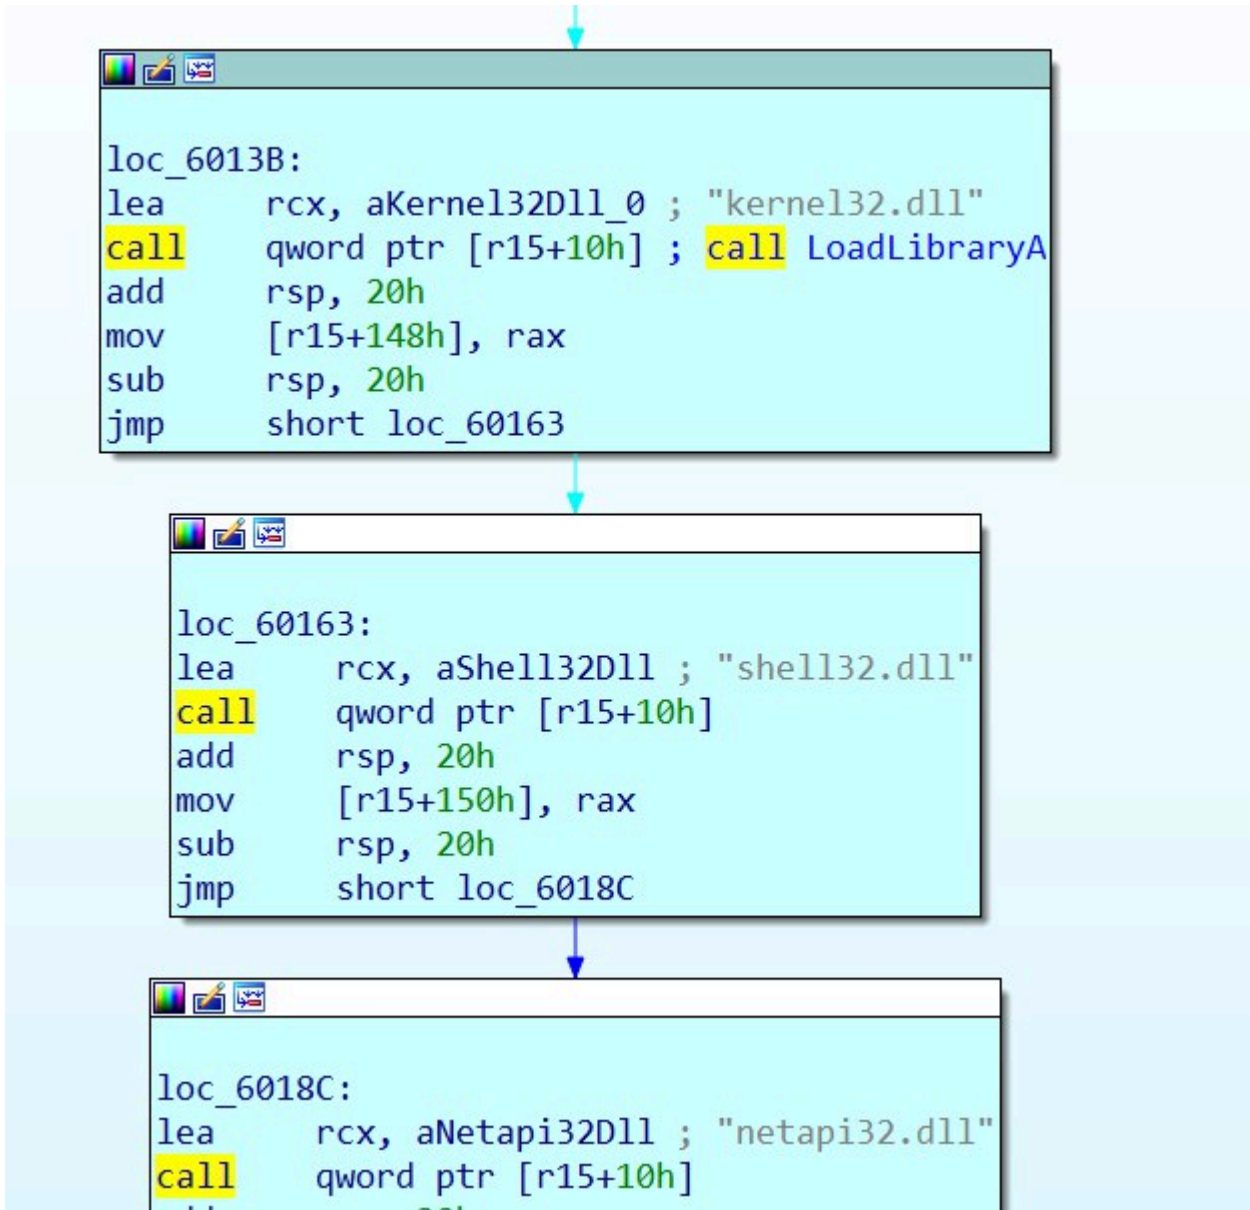 loc_6013B:
lea rcx, aKernel32Dll_0 ; "kernel32.dll"
call qword ptr [r15+10h] ; call LoadLibraryA
add rsp, 20h
mov [r15+148h], rax
sub rsp, 20h
jmp short loc_60163
loc_60163:
lea rcx, aShell32Dll ; "shell32.dll"
call qword ptr [r15+10h]
add rsp, 20h
mov [r15+150h], rax
sub rsp, 20h
jmp short loc_6018C
loc_6018C:
lea rcx, aNetapi32Dll ; "netapi32.dll"
call qword ptr [r15+10h]